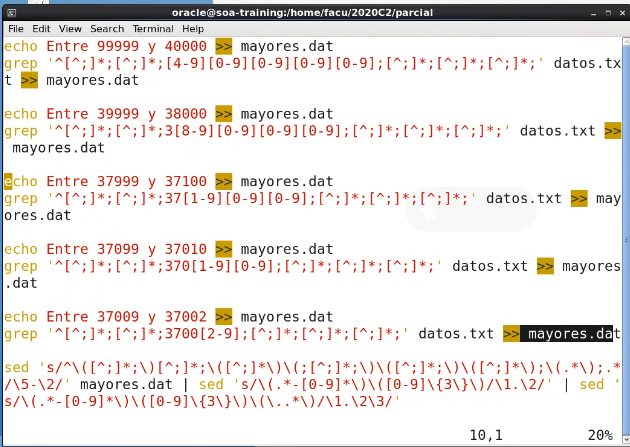 oracle@soa-training:/home/facu/2020C2/parcial
File Edit View Search Terminal Help
echo Entre 99999 y 40000 >> mayores.dat
grep '^[^;]*;[^;]*;[4-9][0-9][0-9][0-9][0-9];[^;]*;[^;]*;[^;]*;' datos.tx
t >> mayores.dat
echo Entre 39999 y 38000 >> mayores.dat
grep '^[^;]*;[^;]*;3[8-9][0-9][0-9][0-9];[^;]*;[^;]*;[^;]*;' datos.txt >>
mayores.dat
echo Entre 37999 y 37100 >> mayores.dat
grep '^[^;]*;[^;]*;37[1-9][0-9][0-9];[^;]*;[^;]*;[^;]*;' datos.txt >> may
ores.dat
echo Entre 37099 y 37010 >> mayores.dat
grep '^[^;]*;[^;]*;370[1-9][0-9];[^;]*;[^;]*;[^;]*;' datos.txt >> mayores
.dat
echo Entre 37009 y 37002 >> mayores.dat
grep '^[^;]*;[^;]*;3700[2-9];[^;]*;[^;]*;[^;]*;' datos.txt >> mayores.dat
sed 's/^\([^;]*;\)[^;]*;\([^;]*\)\(;[^;]*;\)\([^;]*;\)\([^;]*\);\(.*\);.*
/\5-\2/' mayores.dat | sed 's/\(.*-[0-9]*\)\([0-9]\{3\}\)/\1.\2/' | sed '
s/\(.*-[0-9]*\)\([0-9]\{3\}\)\(\..*\)/\1.\2\3/'
10,1 20%